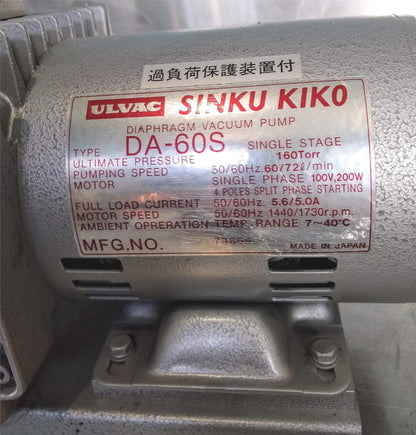 過負荷保護装置付
ULVAC SINKU KIKO
DIAPHRAGM VACUUM PUMP
TYPE DA-60S SINGLE STAGE
ULTIMATE PRESSURE 160Torr
PUMPING SPEED 50/60Hz 60/72ℓ/min
MOTOR SINGLE PHASE 100V,200W
4 POLES SPLIT PHASE STARTING
FULL LOAD CURRENT 50/60Hz 5.6/5.0A
MOTOR SPEED 50/60Hz 1440/1730r.p.m.
AMBIENT OPRERATION TEMP. RANGE 7~40℃
MFG.NO. MADE IN JAPAN